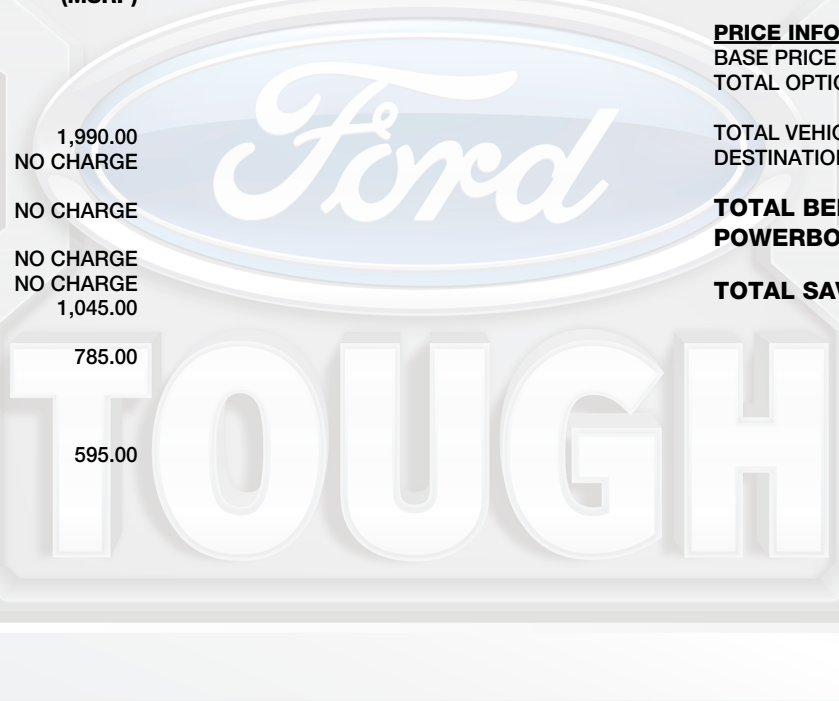 (MSRP)
1,990.00
NO CHARGE
NO CHARGE
NO CHARGE
NO CHARGE
1,045.00
785.00
595.00
PRICE INFO
BASE PRICE
TOTAL OPTIO
TOTAL VEHIC
DESTINATION
TOTAL BE
POWERBO
TOTAL SAV
Ford
TOUGH